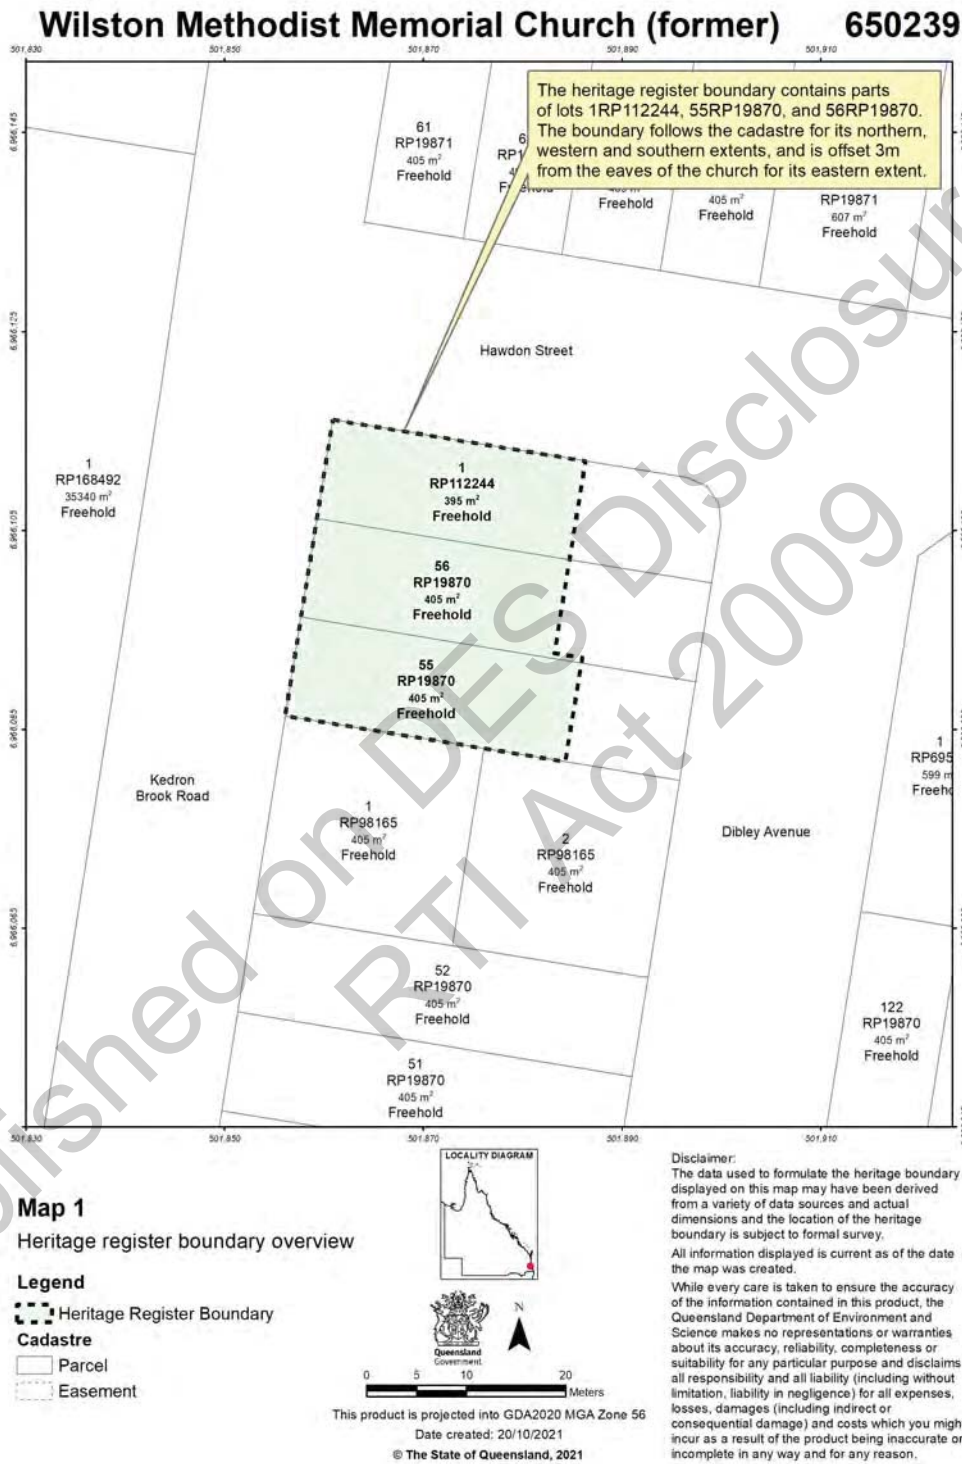 Wilston Methodist Memorial Church (former) 650239
501,830 501,850 501,870 501,890 501,910
The heritage register boundary contains parts
of lots 1RP112244, 55RP19870, and 56RP19870.
The boundary follows the cadastre for its northern,
western and southern extents, and is offset 3m
from the eaves of the church for its eastern extent.
6,966,145
61
RP19871
405 m²
Freehold
Freehold
405 m²
Freehold
RP19871
607 m²
Freehold
6,966,125
Hawdon Street
1
RP168492
35340 m²
Freehold
1
RP112244
395 m²
Freehold
6,966,105
56
RP19870
405 m²
Freehold
55
RP19870
405 m²
Freehold
6,966,085
Kedron
Brook Road
1
RP98165
405 m²
Freehold
2
RP98165
405 m²
Freehold
Dibley Avenue
1
RP695
599 m
Freeh
6,966,065
52
RP19870
405 m²
Freehold
51
RP19870
405 m²
Freehold
122
RP19870
405 m²
Freehold
501,830 501,850 501,870 501,890 501,910
blished on DES Disclosur
RTI Act 2009
Map 1
Heritage register boundary overview
Legend
Heritage Register Boundary
Cadastre
Parcel
Easement
LOCALITY DIAGRAM
Queensland
Government
N
0 5 10 20
Meters
This product is projected into GDA2020 MGA Zone 56
Date created: 20/10/2021
© The State of Queensland, 2021
Disclaimer:
The data used to formulate the heritage boundary
displayed on this map may have been derived
from a variety of data sources and actual
dimensions and the location of the heritage
boundary is subject to formal survey.
All information displayed is current as of the date
the map was created.
While every care is taken to ensure the accuracy
of the information contained in this product, the
Queensland Department of Environment and
Science makes no representations or warranties
about its accuracy, reliability, completeness or
suitability for any particular purpose and disclaims
all responsibility and all liability (including without
limitation, liability in negligence) for all expenses,
losses, damages (including indirect or
consequential damage) and costs which you migh
incur as a result of the product being inaccurate or
incomplete in any way and for any reason.